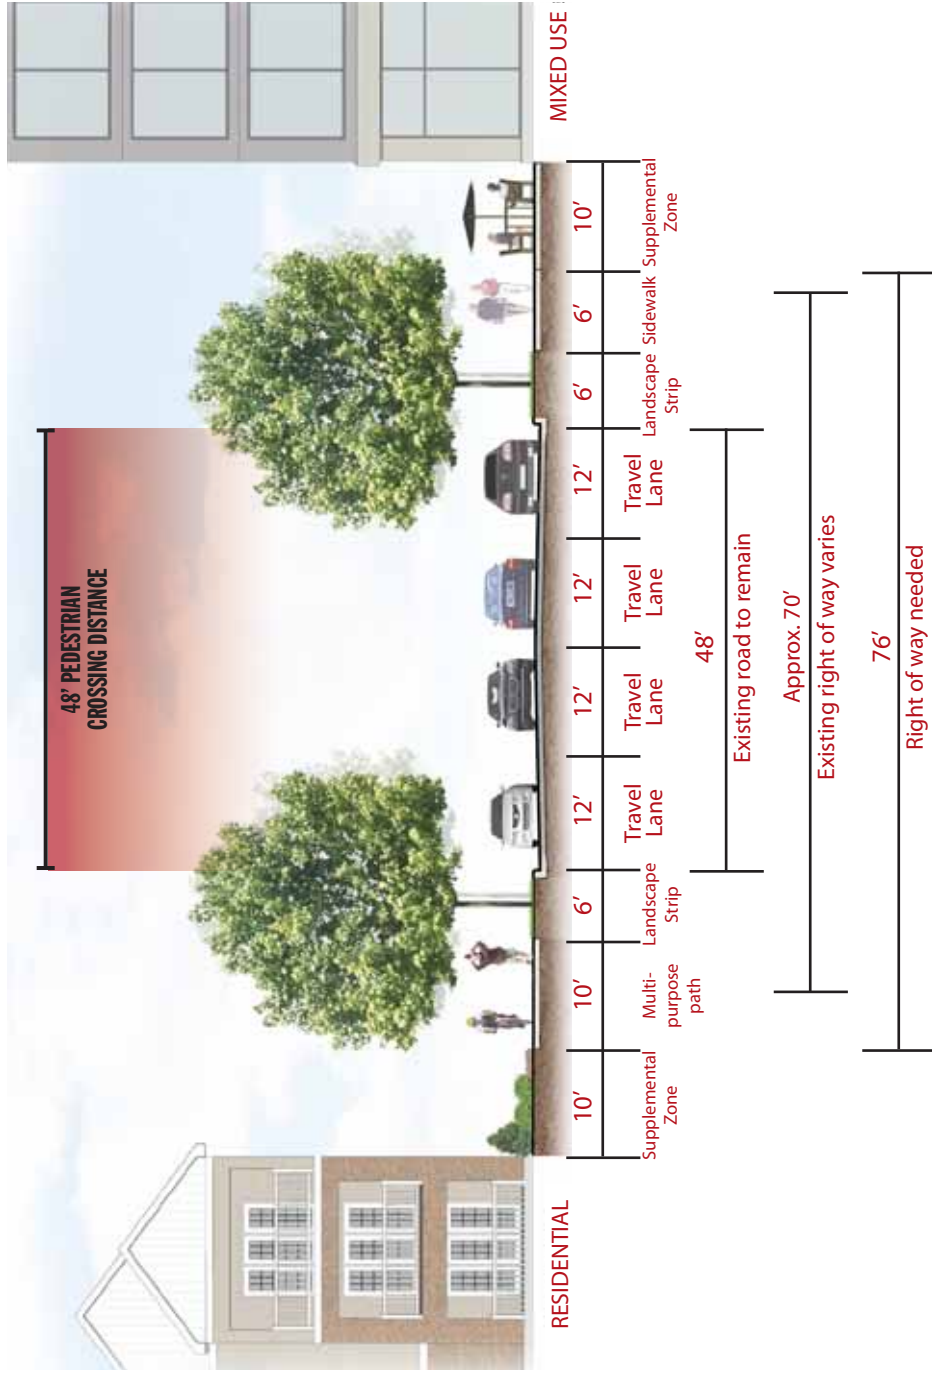 48' PEDESTRIAN
CROSSING DISTANCE
RESIDENTIAL
MIXED USE
10'
10'
6'
12'
12'
12'
12'
6'
6'
10'
Supplemental
Zone
Multi-
purpose
path
Landscape
Strip
Travel
Lane
Travel
Lane
Travel
Lane
Travel
Lane
Landscape
Strip
Sidewalk
Supplemental
Zone
48'
Existing road to remain
Approx. 70'
Existing right of way varies
76'
Right of way needed